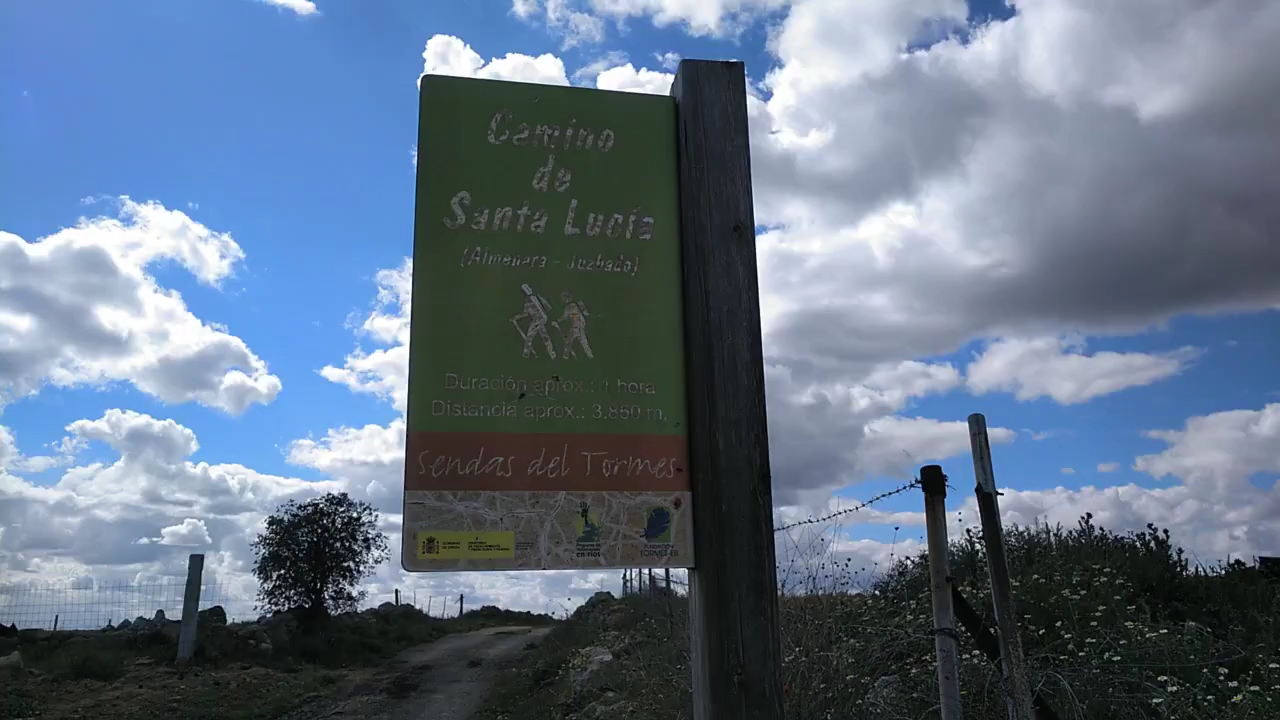 Camino
de
Santa Lucía
(Almenara - Juzbado)
Duración aprox.: 1 hora
Distancia aprox.: 3.850 m.
Sendas del Tormes